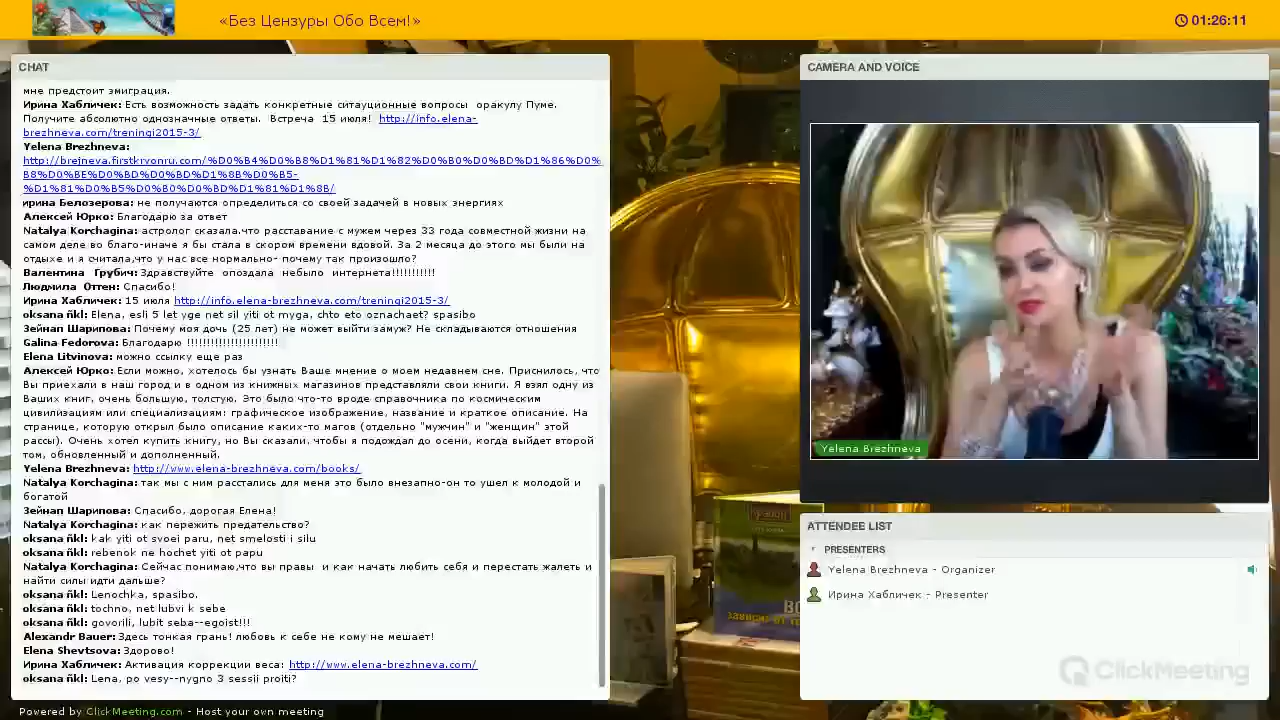 «Без Цензуры Обо Всем!»
01:26:11
CHAT
мне предстоит эмиграция.
Ирина Хабличек: Есть возможность задать конкретные ситауционные вопросы оракулу Пуме.
Получите абсолютно однозначные ответы. Встреча 15 июля! http://info.elena-
brezhneva.com/treningi2015-3/
Yelena Brezhneva:
http://brejneva.firstkrvonru.com/%D0%B4%D0%B8%D1%81%D1%82%D0%B0%D0%BD%D1%86%D0%
B8%D0%BE%D0%BD%D0%BD%D1%8B%D0%B5-
%D1%81%D0%B5%D0%B0%D0%BD%D1%81%D1%8B/
ирина Белозерова: не получаются определиться со своей задачей в новых энергиях
Алексей Юрко: Благодарю за ответ
Natalya Korchagina: астролог сказала.что расставание с мужем через 33 года совместной жизни на
самом деле во благо-иначе я бы стала в скором времени вдовой. За 2 месяца до этого мы были на
отдыхе и я считала,что у нас все нормально- почему так произошло?
Валентина Грубич: Здравствуйте опоздала небыло интернета!!!!!!!!!!!
Людмила Оттен: Спасибо!
Ирина Хабличек: 15 июля http://info.elena-brezhneva.com/treningi2015-3/
oksana ñkl: Elena, esli 5 let yge net sil yiti ot myga, chto eto oznachaet? spasibo
Зейнап Шарипова: Почему моя дочь (25 лет) не может выйти замуж? Не складываются отношения
Galina Fedorova: Благодарю !!!!!!!!!!!!!!!!!!!!!!!
Elena Litvinova: можно ссылку еще раз
Алексей Юрко: Если можно, хотелось бы узнать Ваше мнение о моем недавнем сне. Приснилось, что
Вы приехали в наш город и в одном из книжных магазинов представляли свои книги. Я взял одну из
Ваших книг, очень большую, толстую. Это было что-то вроде справочника по космическим
цивилизациям или специализациям: графическое изображение, название и краткое описание. На
странице, которую открыл было описание каких-то магов (отдельно "мужчин" и "женщин" этой
рассы). Очень хотел купить книгу, но Вы сказали, чтобы я подождал до осени, когда выйдет второй
том, обновленный и дополненный,
Yelena Brezhneva: http://www.elena-brezhneva.com/books/
Natalya Korchagina: так мы с ним расстались для меня это было внезапно-он то ушел к молодой и
богатой
Зейнап Шарипова: Спасибо, дорогая Елена!
Natalya Korchagina: как пережить предательство?
oksana ñkl: kak yiti ot svoei paru, net smelosti i silu
oksana ñkl: rebenok ne hochet yiti ot papu
Natalya Korchagina: Сейчас понимаю,что вы правы и как начать любить себя и перестать жалеть и
найти силы идти дальше?
oksana ñkl: Lenochka, spasibo.
oksana ñkl: tochno, net lubvi k sebe
oksana ñkl: govorili, lubit seba--egoist!!!
Alexandr Bauer: Здесь тонкая грань! любовь к себе не кому не мешает!
Elena Shevtsova: Здорово!
Ирина Хабличек: Активация коррекции веса: http://www.elena-brezhneva.com/
oksana ñkl: Lena, po vesy--nygno 3 sessii proiti?
CAMERA AND VOICE
Yelena Brezhneva
ATTENDEE LIST
PRESENTERS
Yelena Brezhneva - Organizer
Ирина Хабличек - Presenter
ClickMeeting
Powered by ClickMeeting.com - Host your own meeting